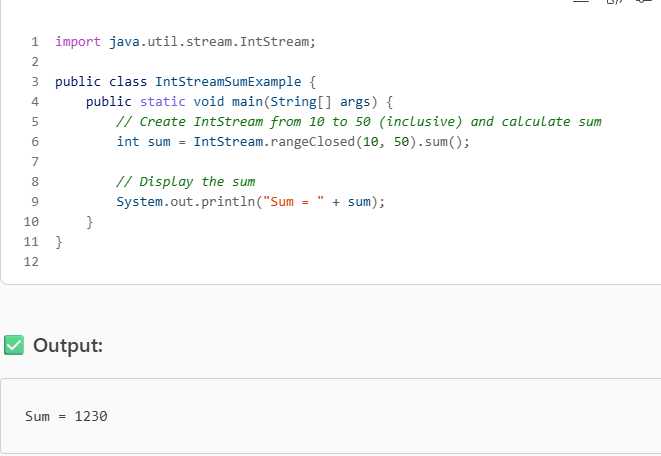 1 import java.util.stream.IntStream;
2
3 public class IntStreamSumExample {
4     public static void main(String[] args) {
5         // Create IntStream from 10 to 50 (inclusive) and calculate sum
6         int sum = IntStream.rangeClosed(10, 50).sum();
7
8         // Display the sum
9         System.out.println("Sum = " + sum);
10     }
11 }
12
✅ Output:
Sum = 1230